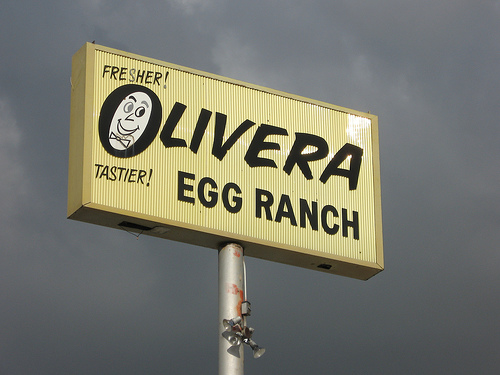 FRESHER!
OLIVERA
TASTIER!
EGG RANCH